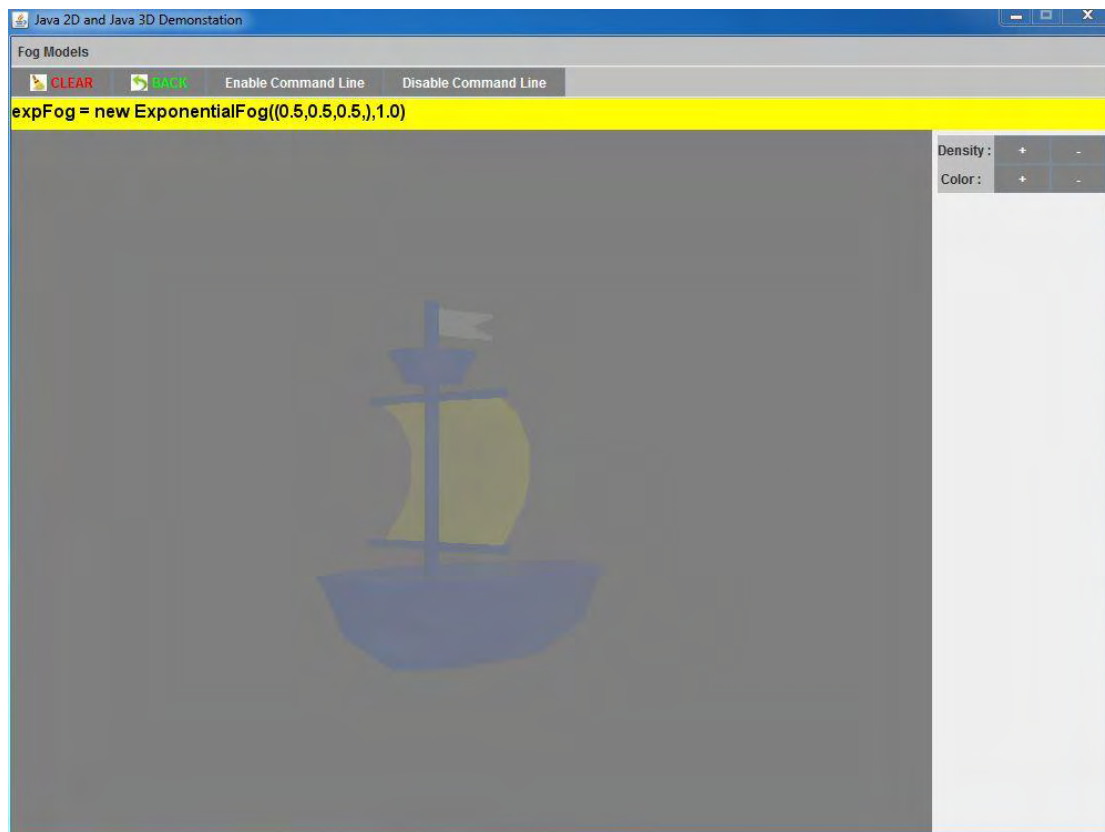 Java 2D and Java 3D Demonstation
Fog Models
CLEAR BACK Enable Command Line Disable Command Line
expFog = new ExponentialFog((0.5,0.5,0.5,),1.0)
Density : + -
Color : + -